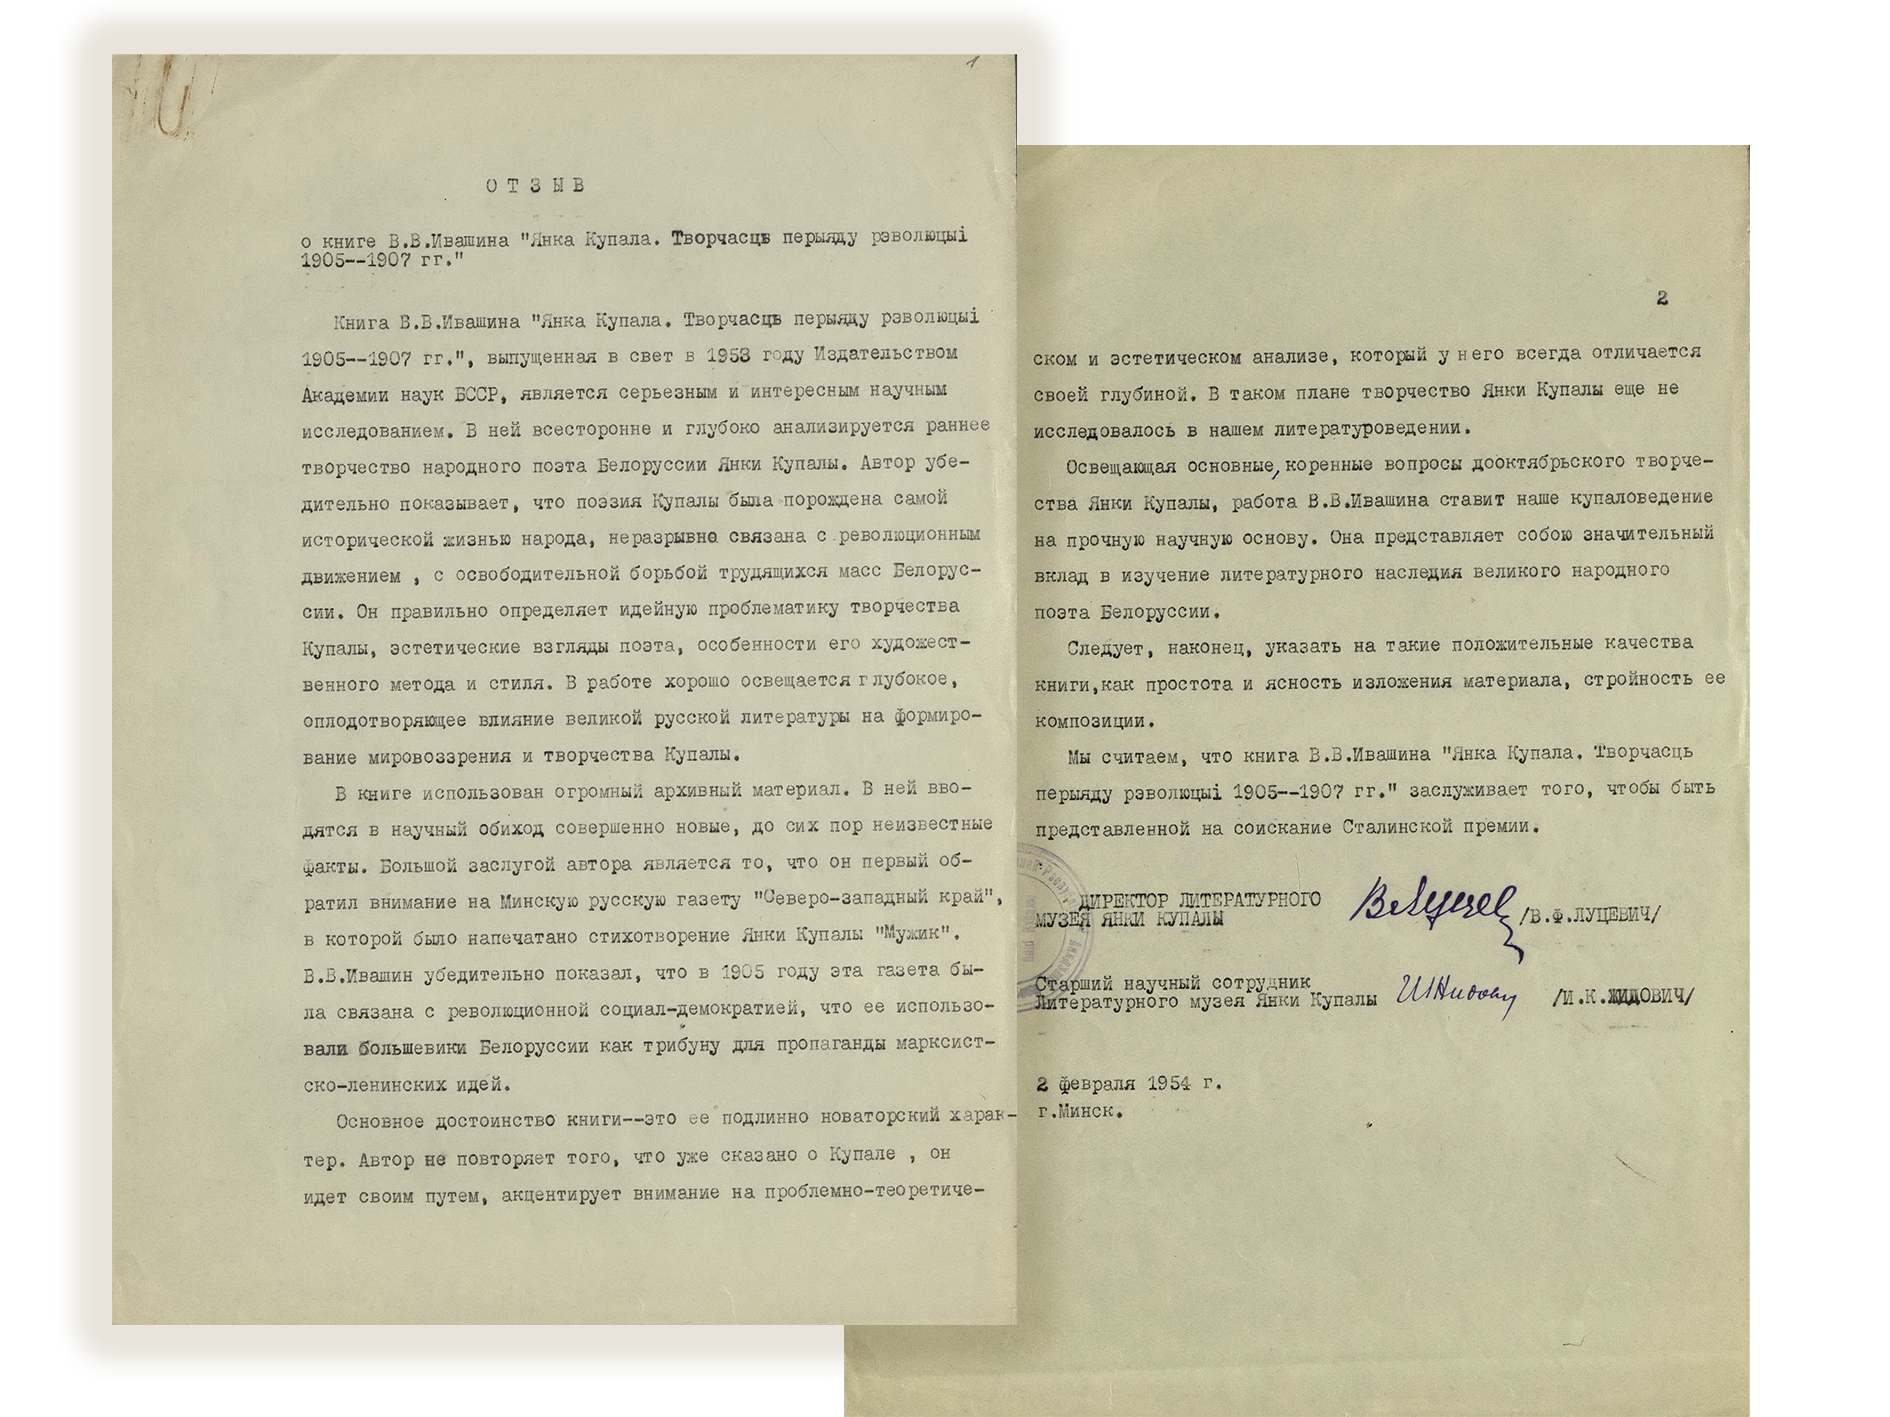 1
О Т З Ы В
о книге В.В.Ивашина "Янка Купала. Творчасць перыяду рэволюцыі
1905--1907 гг."
Книга В.В.Ивашина "Янка Купала. Творчасць перыяду рэволюцыі
1905--1907 гг.", выпущенная в свет в 1953 году Издательством
Академии наук БССР, является серьезным и интересным научным
исследованием. В ней всесторонне и глубоко анализируется раннее
творчество народного поэта Белоруссии Янки Купалы. Автор убе-
дительно показывает, что поэзия Купалы была порождена самой
исторической жизнью народа, неразрывно связана с революционным
движением , с освободительной борьбой трудящихся масс Белорус-
сии. Он правильно определяет идейную проблематику творчества
Купалы, эстетические взгляды поэта, особенности его художест-
венного метода и стиля. В работе хорошо освещается глубокое,
оплодотворяющее влияние великой русской литературы на формиро-
вание мировоззрения и творчества Купалы.
В книге использован огромный архивный материал. В ней вво-
дятся в научный обиход совершенно новые, до сих пор неизвестные
факты. Большой заслугой автора является то, что он первый об-
ратил внимание на Минскую русскую газету "Северо-западный край",
в которой было напечатано стихотворение Янки Купалы "Мужик".
В.В.Ивашин убедительно показал, что в 1905 году эта газета бы-
ла связана с революционной социал-демократией, что ее использо-
вали большевики Белоруссии как трибуну для пропаганды марксист-
ско-ленинских идей.
Основное достоинство книги--это ее подлинно новаторский харак-
тер. Автор не повторяет того, что уже сказано о Купале , он
идет своим путем, акцентирует внимание на проблемно-теоретиче-
2
ском и эстетическом анализе, который у него всегда отличается
своей глубиной. В таком плане творчество Янки Купалы еще не
исследовалось в нашем литературоведении.
Освещающая основные, коренные вопросы дооктябрьского творче-
ства Янки Купалы, работа В.В.Ивашина ставит наше купаловедение
на прочную научную основу. Она представляет собою значительный
вклад в изучение литературного наследия великого народного
поэта Белоруссии.
Следует, наконец, указать на такие положительные качества
книги,как простота и ясность изложения материала, стройность ее
композиции.
Мы считаем, что книга В.В.Ивашина "Янка Купала. Творчасць
перыяду рэволюцыі 1905--1907 гг." заслуживает того, чтобы быть
представленной на соискание Сталинской премии.
ДИРЕКТОР ЛИТЕРАТУРНОГО
МУЗЕЯ ЯНКИ КУПАЛЫ /В.Ф.ЛУЦЕВИЧ/
Старший научный сотрудник
Литературного музея Янки Купалы /И.К.ЖИДОВИЧ/
2 февраля 1954 г.
г.Минск.